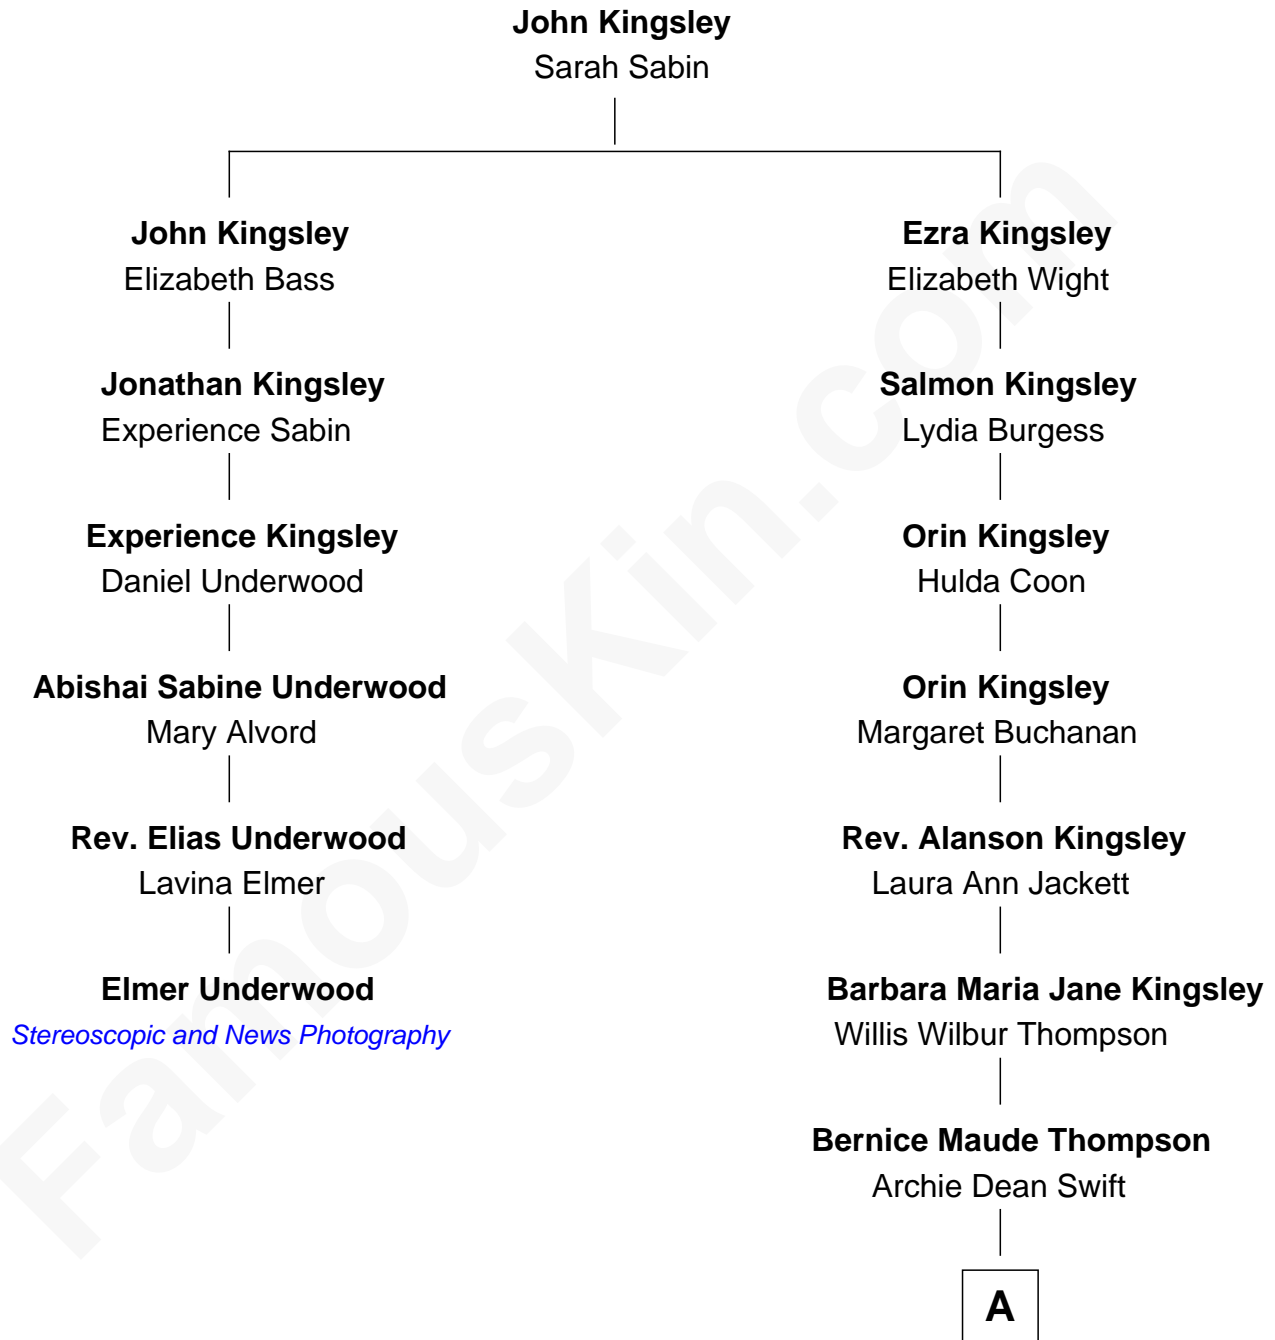 John Kingsley
Sarah Sabin
John Kingsley
Elizabeth Bass
Jonathan Kingsley
Experience Sabin
Experience Kingsley
Daniel Underwood
Abishai Sabine Underwood
Mary Alvord
Rev. Elias Underwood
Lavina Elmer
Elmer Underwood
Stereoscopic and News Photography
Ezra Kingsley
Elizabeth Wight
Salmon Kingsley
Lydia Burgess
Orin Kingsley
Hulda Coon
Orin Kingsley
Margaret Buchanan
Rev. Alanson Kingsley
Laura Ann Jackett
Barbara Maria Jane Kingsley
Willis Wilbur Thompson
Bernice Maude Thompson
Archie Dean Swift
A
FamousKin.com